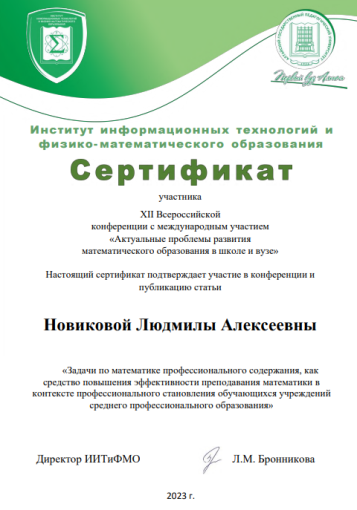 Институт информационных технологий и
физико-математического образования
Сертификат
участника
XII Всероссийской
конференции с международным участием
«Актуальные проблемы развития
математического образования в школе и вузе»
Настоящий сертификат подтверждает участие в конференции и
публикацию статьи
Новиковой Людмилы Алексеевны
«Задачи по математике профессионального содержания, как
средство повышения эффективности преподавания математики в
контексте профессионального становления обучающихся учреждений
среднего профессионального образования»
Директор ИИТиФМО Л.М. Бронникова
2023 г.